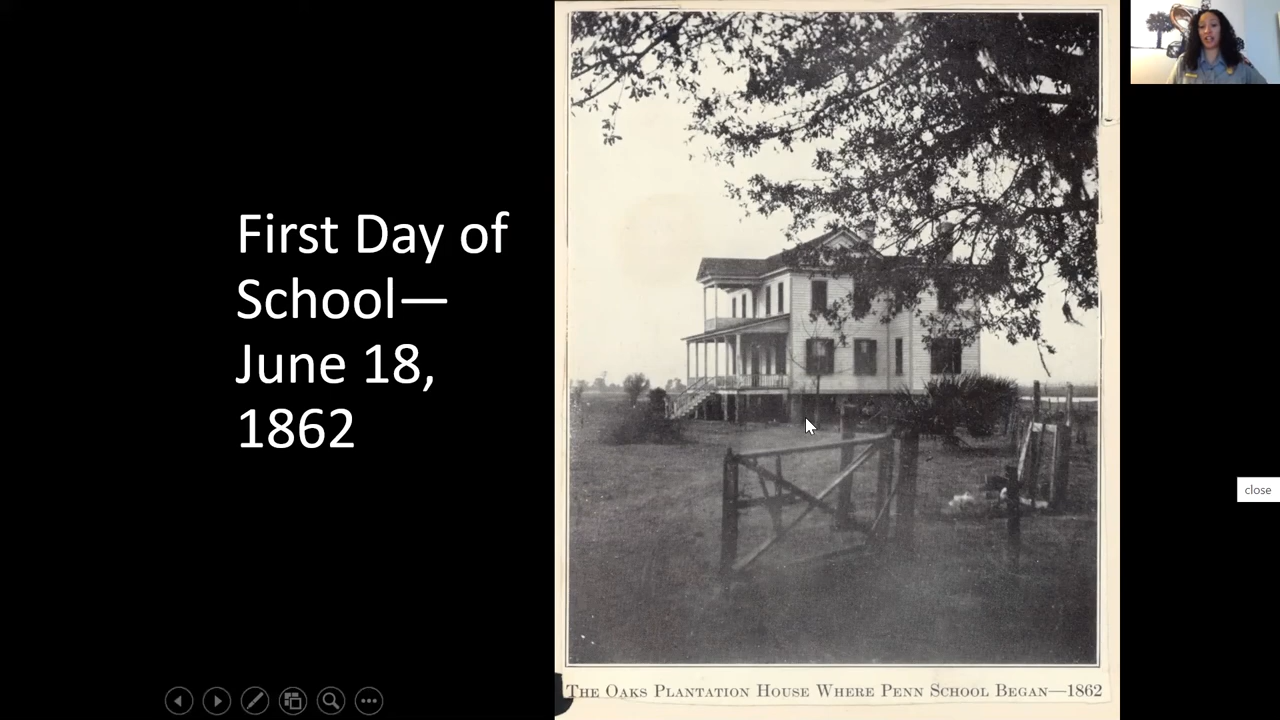 First Day of
School—
June 18,
1862
close
The Oaks Plantation House Where Penn School Began—1862